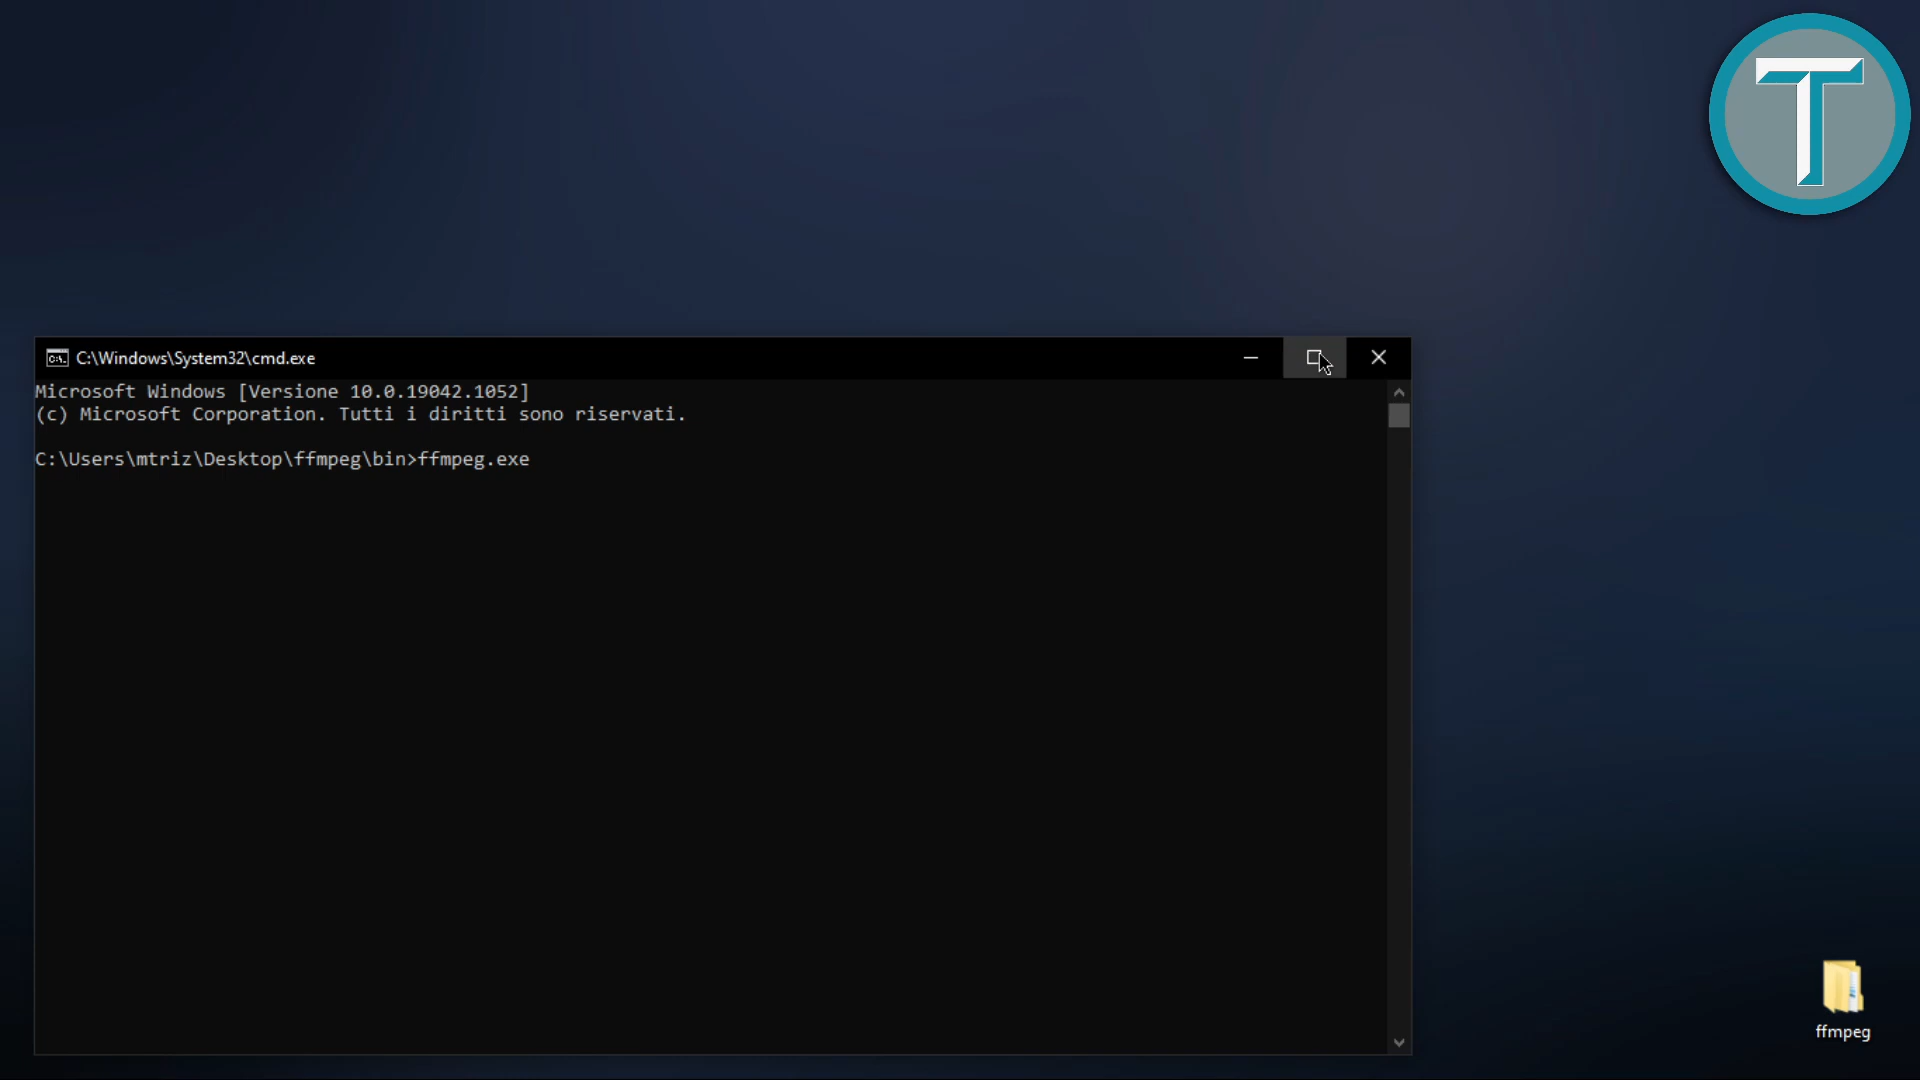 T
C:\Windows\System32\cmd.exe
Microsoft Windows [Versione 10.0.19042.1052]
(c) Microsoft Corporation. Tutti i diritti sono riservati.
C:\Users\mtriz\Desktop\ffmpeg\bin>ffmpeg.exe
ffmpeg